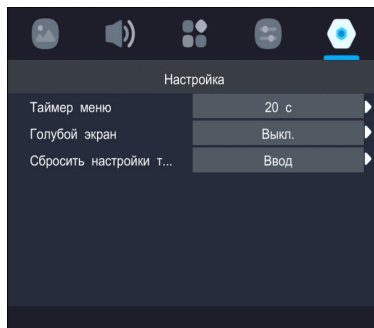 Настройка
Таймер меню 20 с
Голубой экран Выкл.
Сбросить настройки т... Ввод